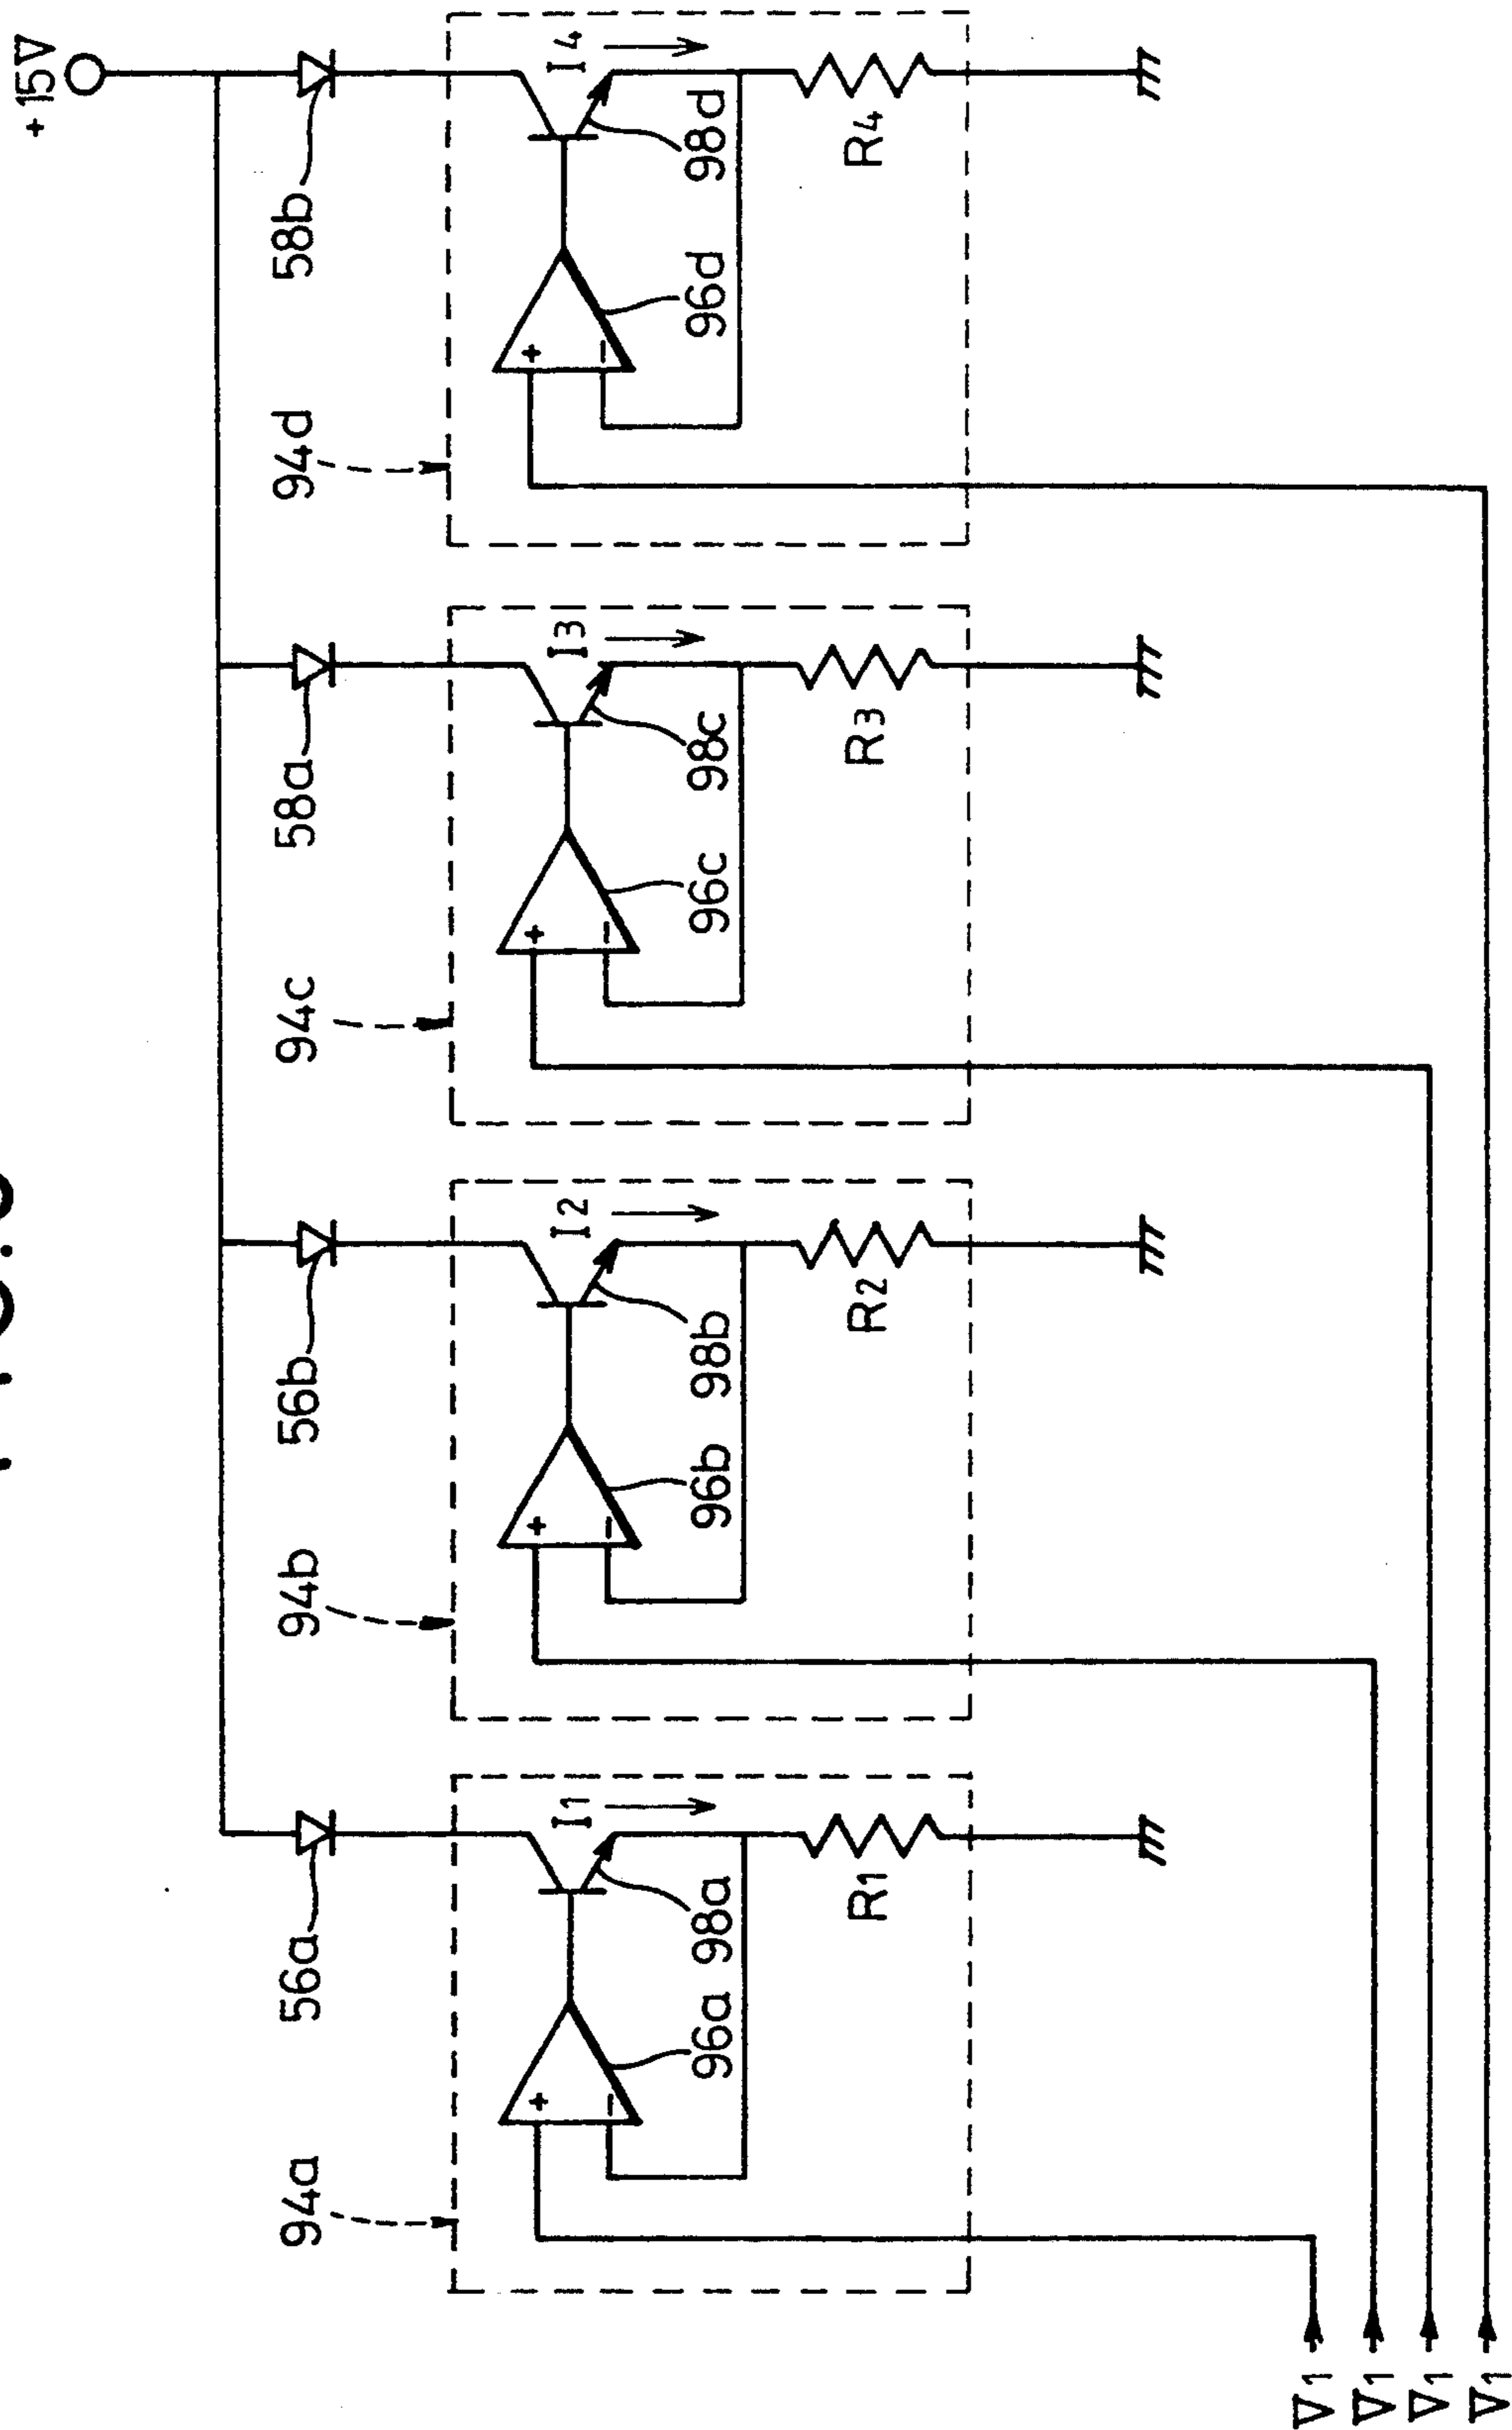 +15V
56a
56b
58a
58b
94a
94b
94c
94d
I1
I2
I3
I4
+
+
+
+
−
−
−
−
96a
98a
96b
98b
96c
98c
96d
98d
R1
R2
R3
R4
V1
V1
V1
V1